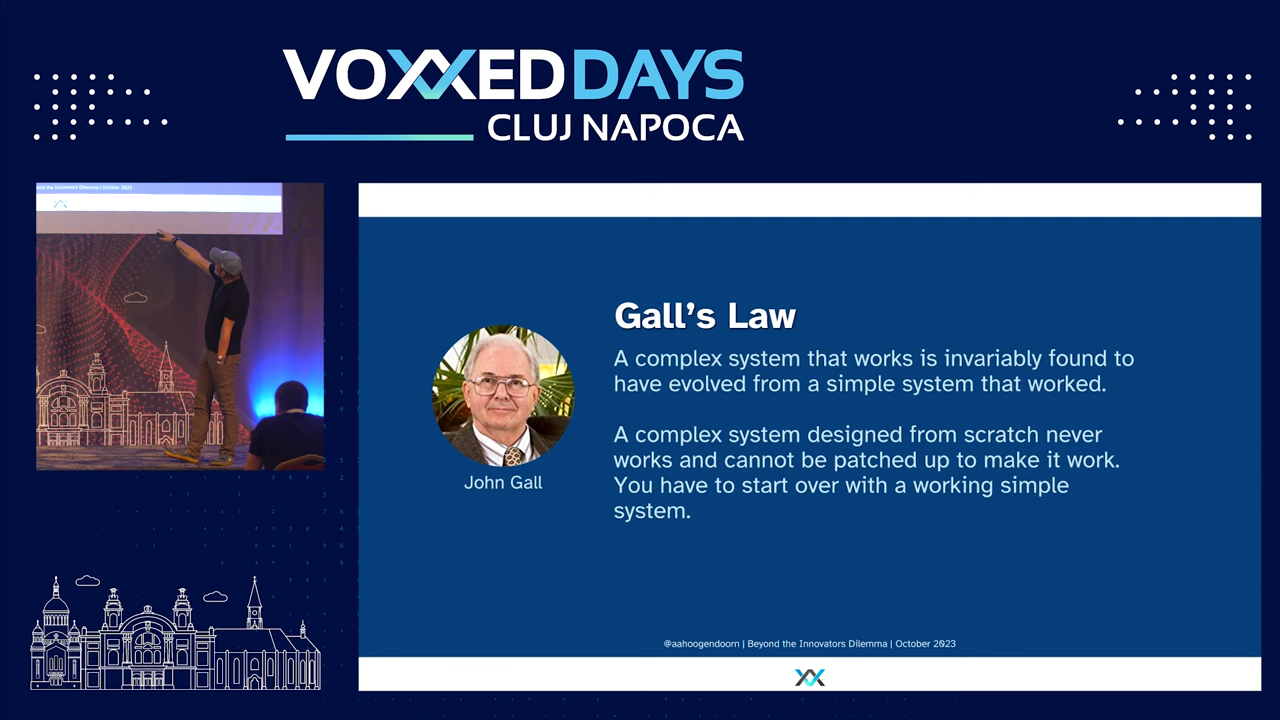 VOXXED DAYS
CLUJ NAPOCA
the Innovators Dilemma | October 2023
Gall's Law
A complex system that works is invariably found to
have evolved from a simple system that worked.
A complex system designed from scratch never
works and cannot be patched up to make it work.
You have to start over with a working simple
system.
John Gall
@aahoogendoorn | Beyond the Innovators Dilemma | October 2023